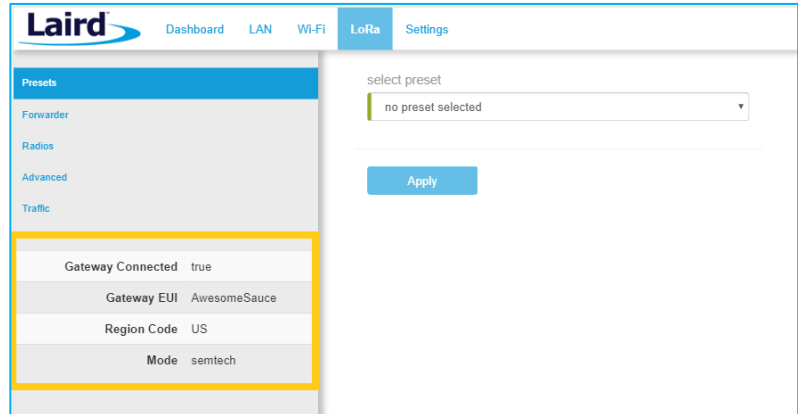 Laird
Dashboard LAN Wi-Fi LoRa Settings
Presets
Forwarder
Radios
Advanced
Traffic
Gateway Connected true
Gateway EUI AwesomeSauce
Region Code US
Mode semtech
select preset
no preset selected
Apply